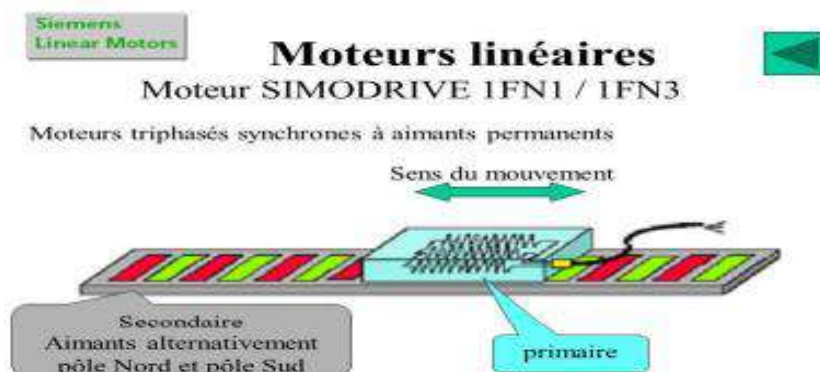 Siemens
Linear Motors
Moteurs linéaires
Moteur SIMODRIVE 1FN1 / 1FN3
Moteurs triphasés synchrones à aimants permanents
Sens du mouvement
Secondaire
Aimants alternativement
pôle Nord et pôle Sud
primaire